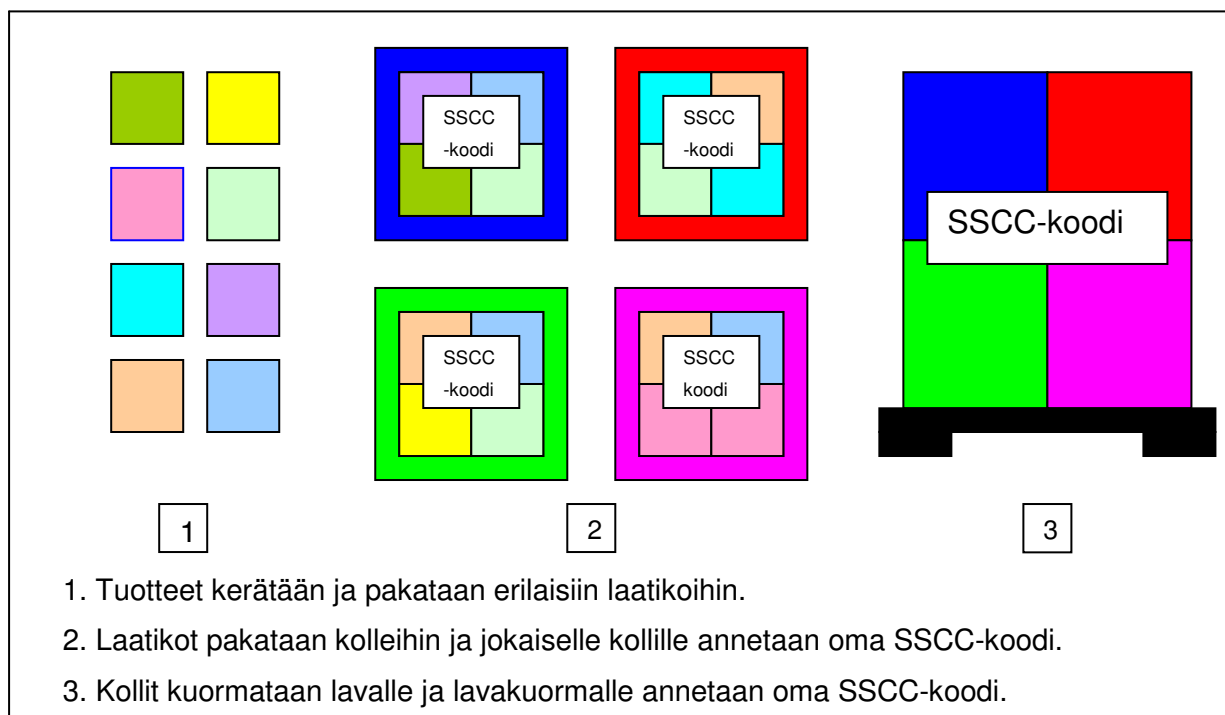 SSCC
-koodi
SSCC
-koodi
SSCC-koodi
SSCC
-koodi
SSCC
koodi
1
2
3
1. Tuotteet kerätään ja pakataan erilaisiin laatikoihin.
2. Laatikot pakataan kolleihin ja jokaiselle kollille annetaan oma SSCC-koodi.
3. Kollit kuormataan lavalle ja lavakuormalle annetaan oma SSCC-koodi.